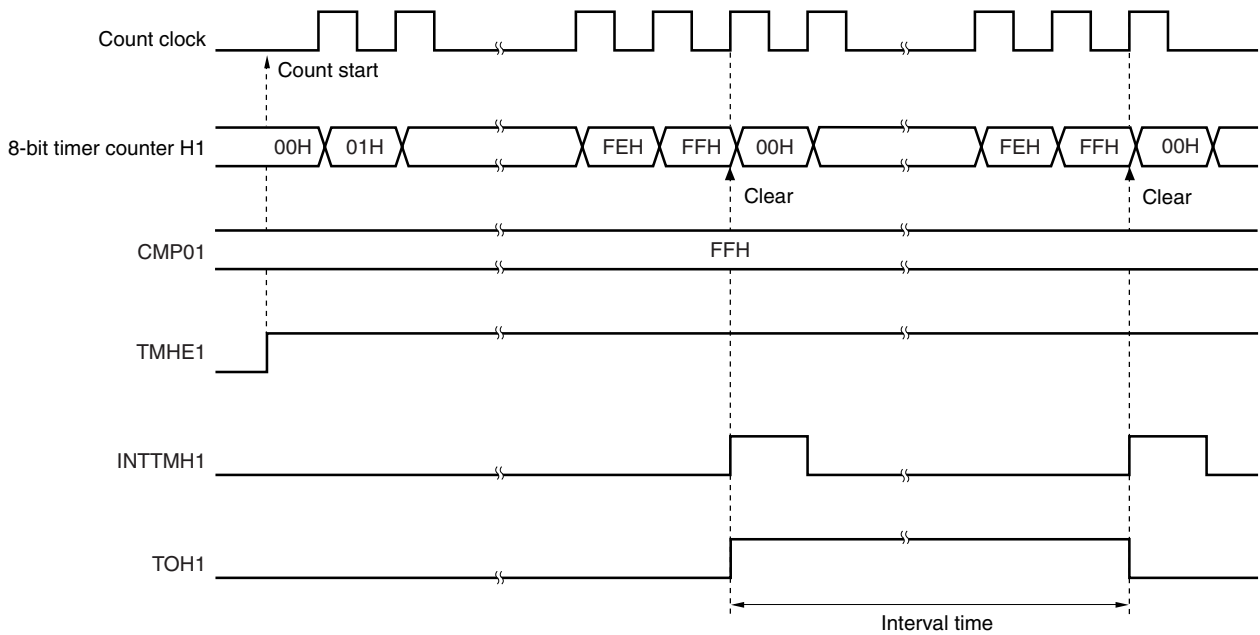 Count clock
Count start
8-bit timer counter H1
00H
01H
FEH
FFH
00H
FEH
FFH
00H
Clear
Clear
CMP01
FFH
TMHE1
INTTMH1
TOH1
Interval time